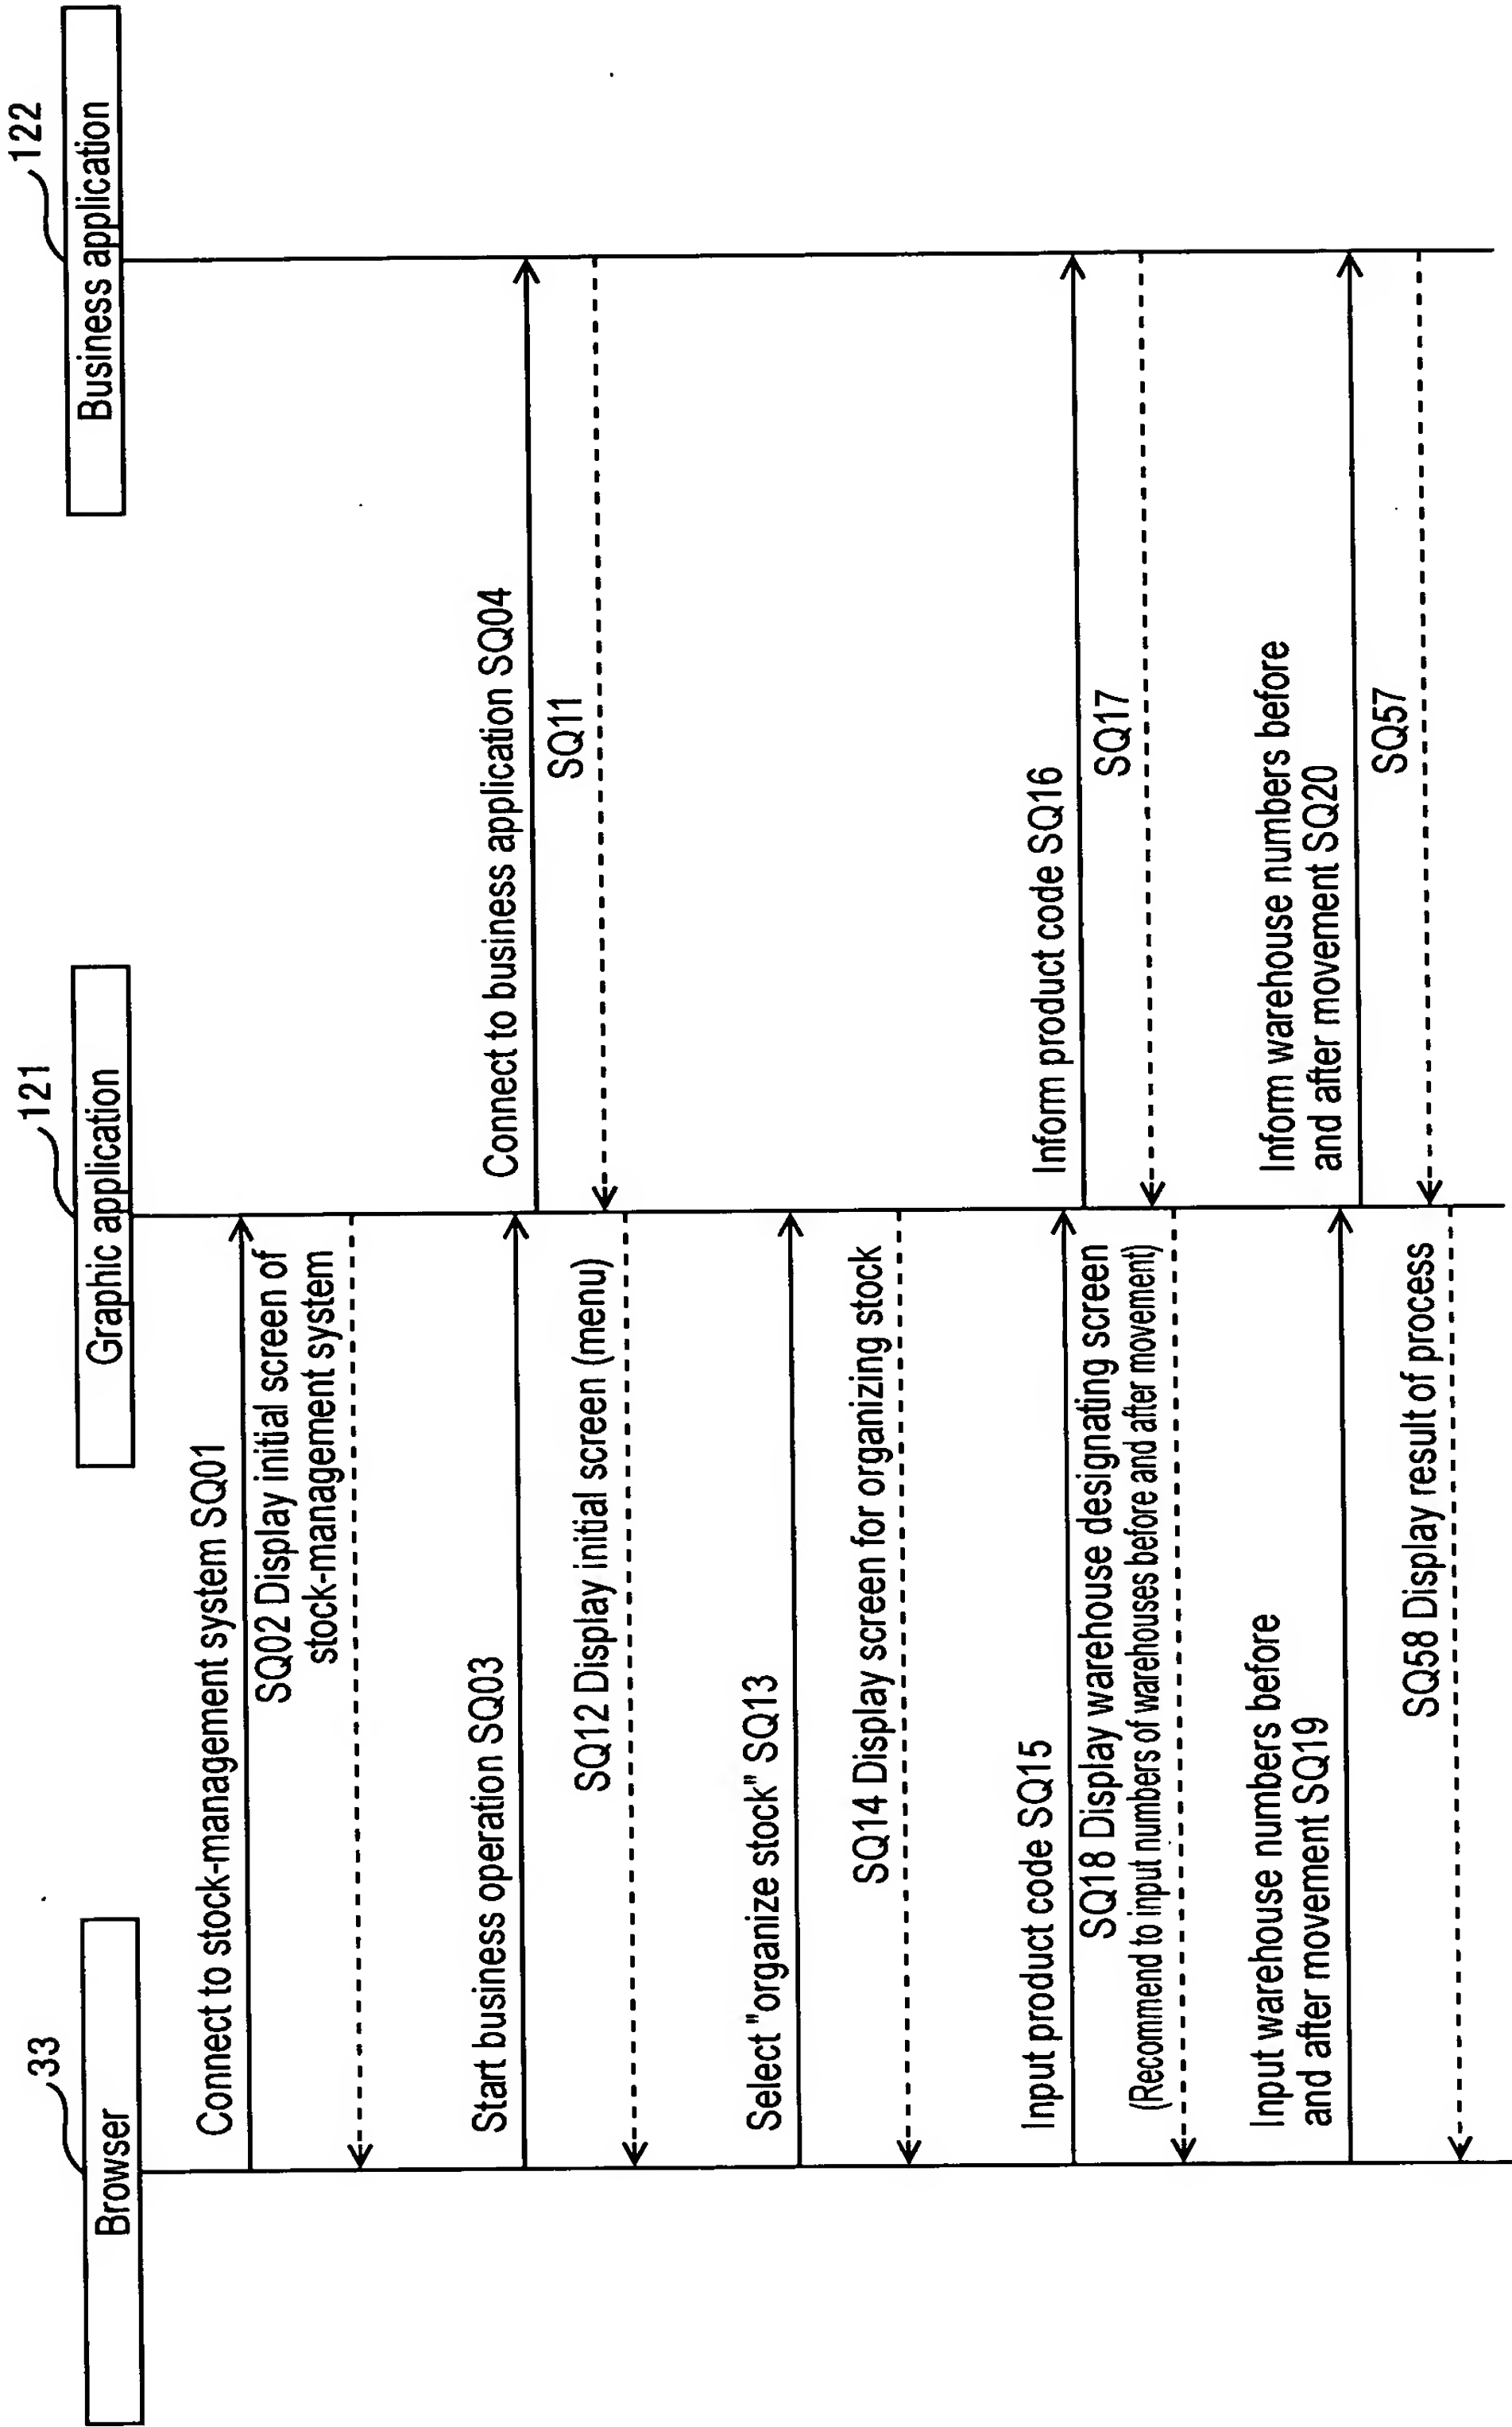 33
Browser
121
Graphic application
122
Business application
Connect to stock-management system SQ01
SQ02 Display initial screen of
stock-management system
Start business operation SQ03
Connect to business application SQ04
SQ11
SQ12 Display initial screen (menu)
Select "organize stock" SQ13
SQ14 Display screen for organizing stock
Input product code SQ15
Inform product code SQ16
SQ17
SQ18 Display warehouse designating screen
(Recommend to input numbers of warehouses before and after movement)
Input warehouse numbers before
and after movement SQ19
Inform warehouse numbers before
and after movement SQ20
SQ57
SQ58 Display result of process